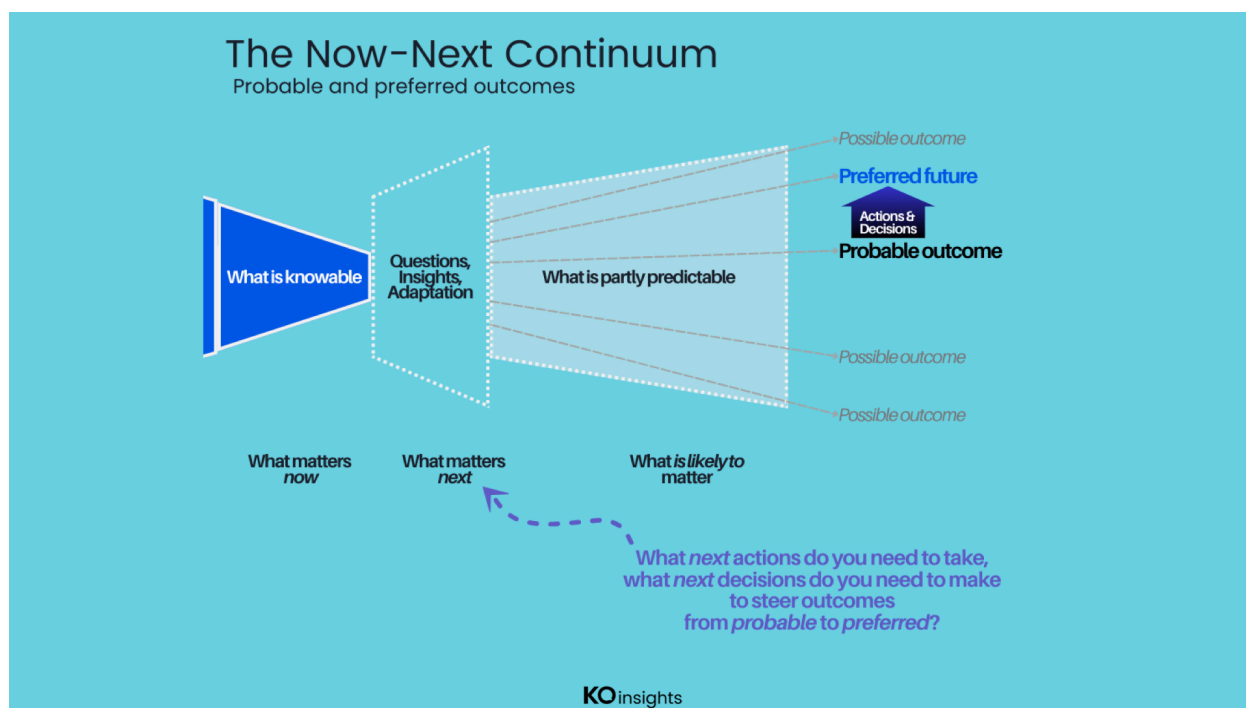 The Now-Next Continuum
Probable and preferred outcomes
Possible outcome
Preferred future
Actions &
Decisions
Probable outcome
What is knowable
Questions,
Insights,
Adaptation
What is partly predictable
Possible outcome
Possible outcome
What matters
now
What matters
next
What is likely to
matter
What next actions do you need to take,
what next decisions do you need to make
to steer outcomes
from probable to preferred?
KO insights